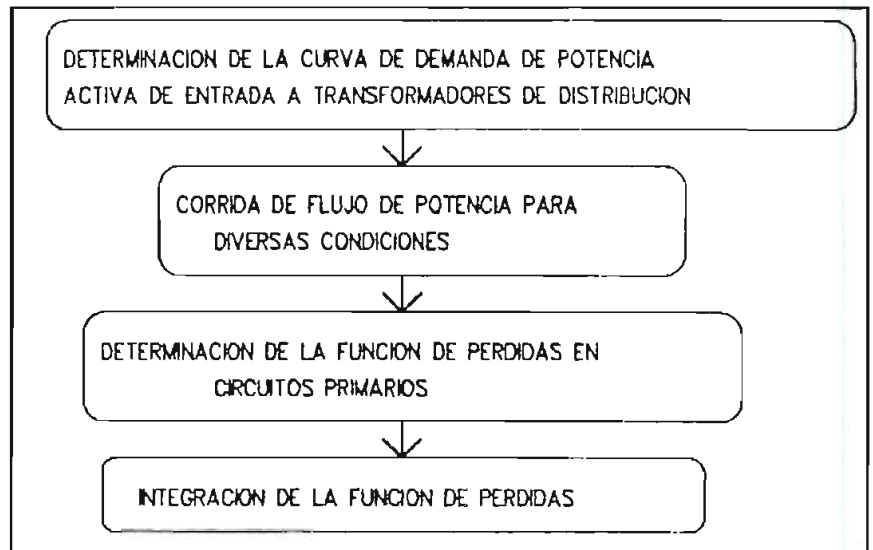 DETERMINACION DE LA CURVA DE DEMANDA DE POTENCIA
ACTIVA DE ENTRADA A TRANSFORMADORES DE DISTRIBUCION
CORRIDA DE FLUJO DE POTENCIA PARA
DIVERSAS CONDICIONES
DETERMINACION DE LA FUNCION DE PERDIDAS EN
CIRCUITOS PRIMARIOS
INTEGRACION DE LA FUNCION DE PERDIDAS